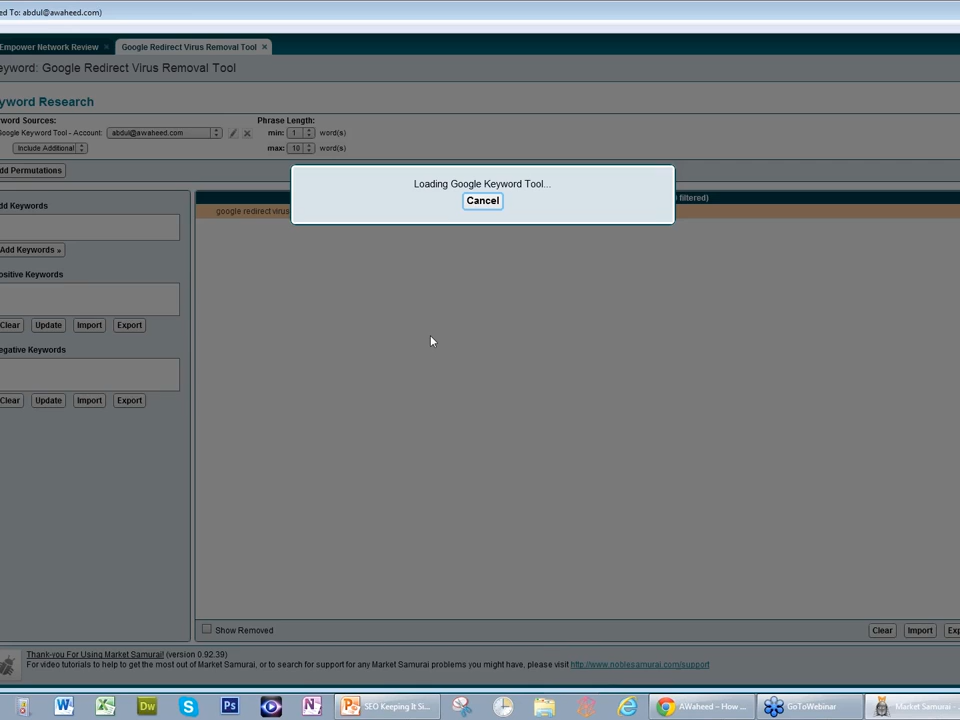 ed To: abdul@awaheed.com)
Empower Network Review
Google Redirect Virus Removal Tool
eyword: Google Redirect Virus Removal Tool
yword Research
word Sources:
Phrase Length:
Google Keyword Tool - Account: abdul@awaheed.com
min: 1 word(s)
Include Additional
max: 10 word(s)
dd Permutations
Loading Google Keyword Tool...
Cancel
filtered)
dd Keywords
google redirect virus
Add Keywords »
ositive Keywords
Clear Update Import Export
egative Keywords
Clear Update Import Export
Show Removed
Clear Import Exp
Thank-you For Using Market Samurai! (version 0.92.39)
For video tutorials to help to get the most out of Market Samurai, or to search for support for any Market Samurai problems you might have, please visit http://www.noblesamurai.com/support
SEO Keeping It Si...
AWaheed – How ...
GoToWebinar
Market Samurai -